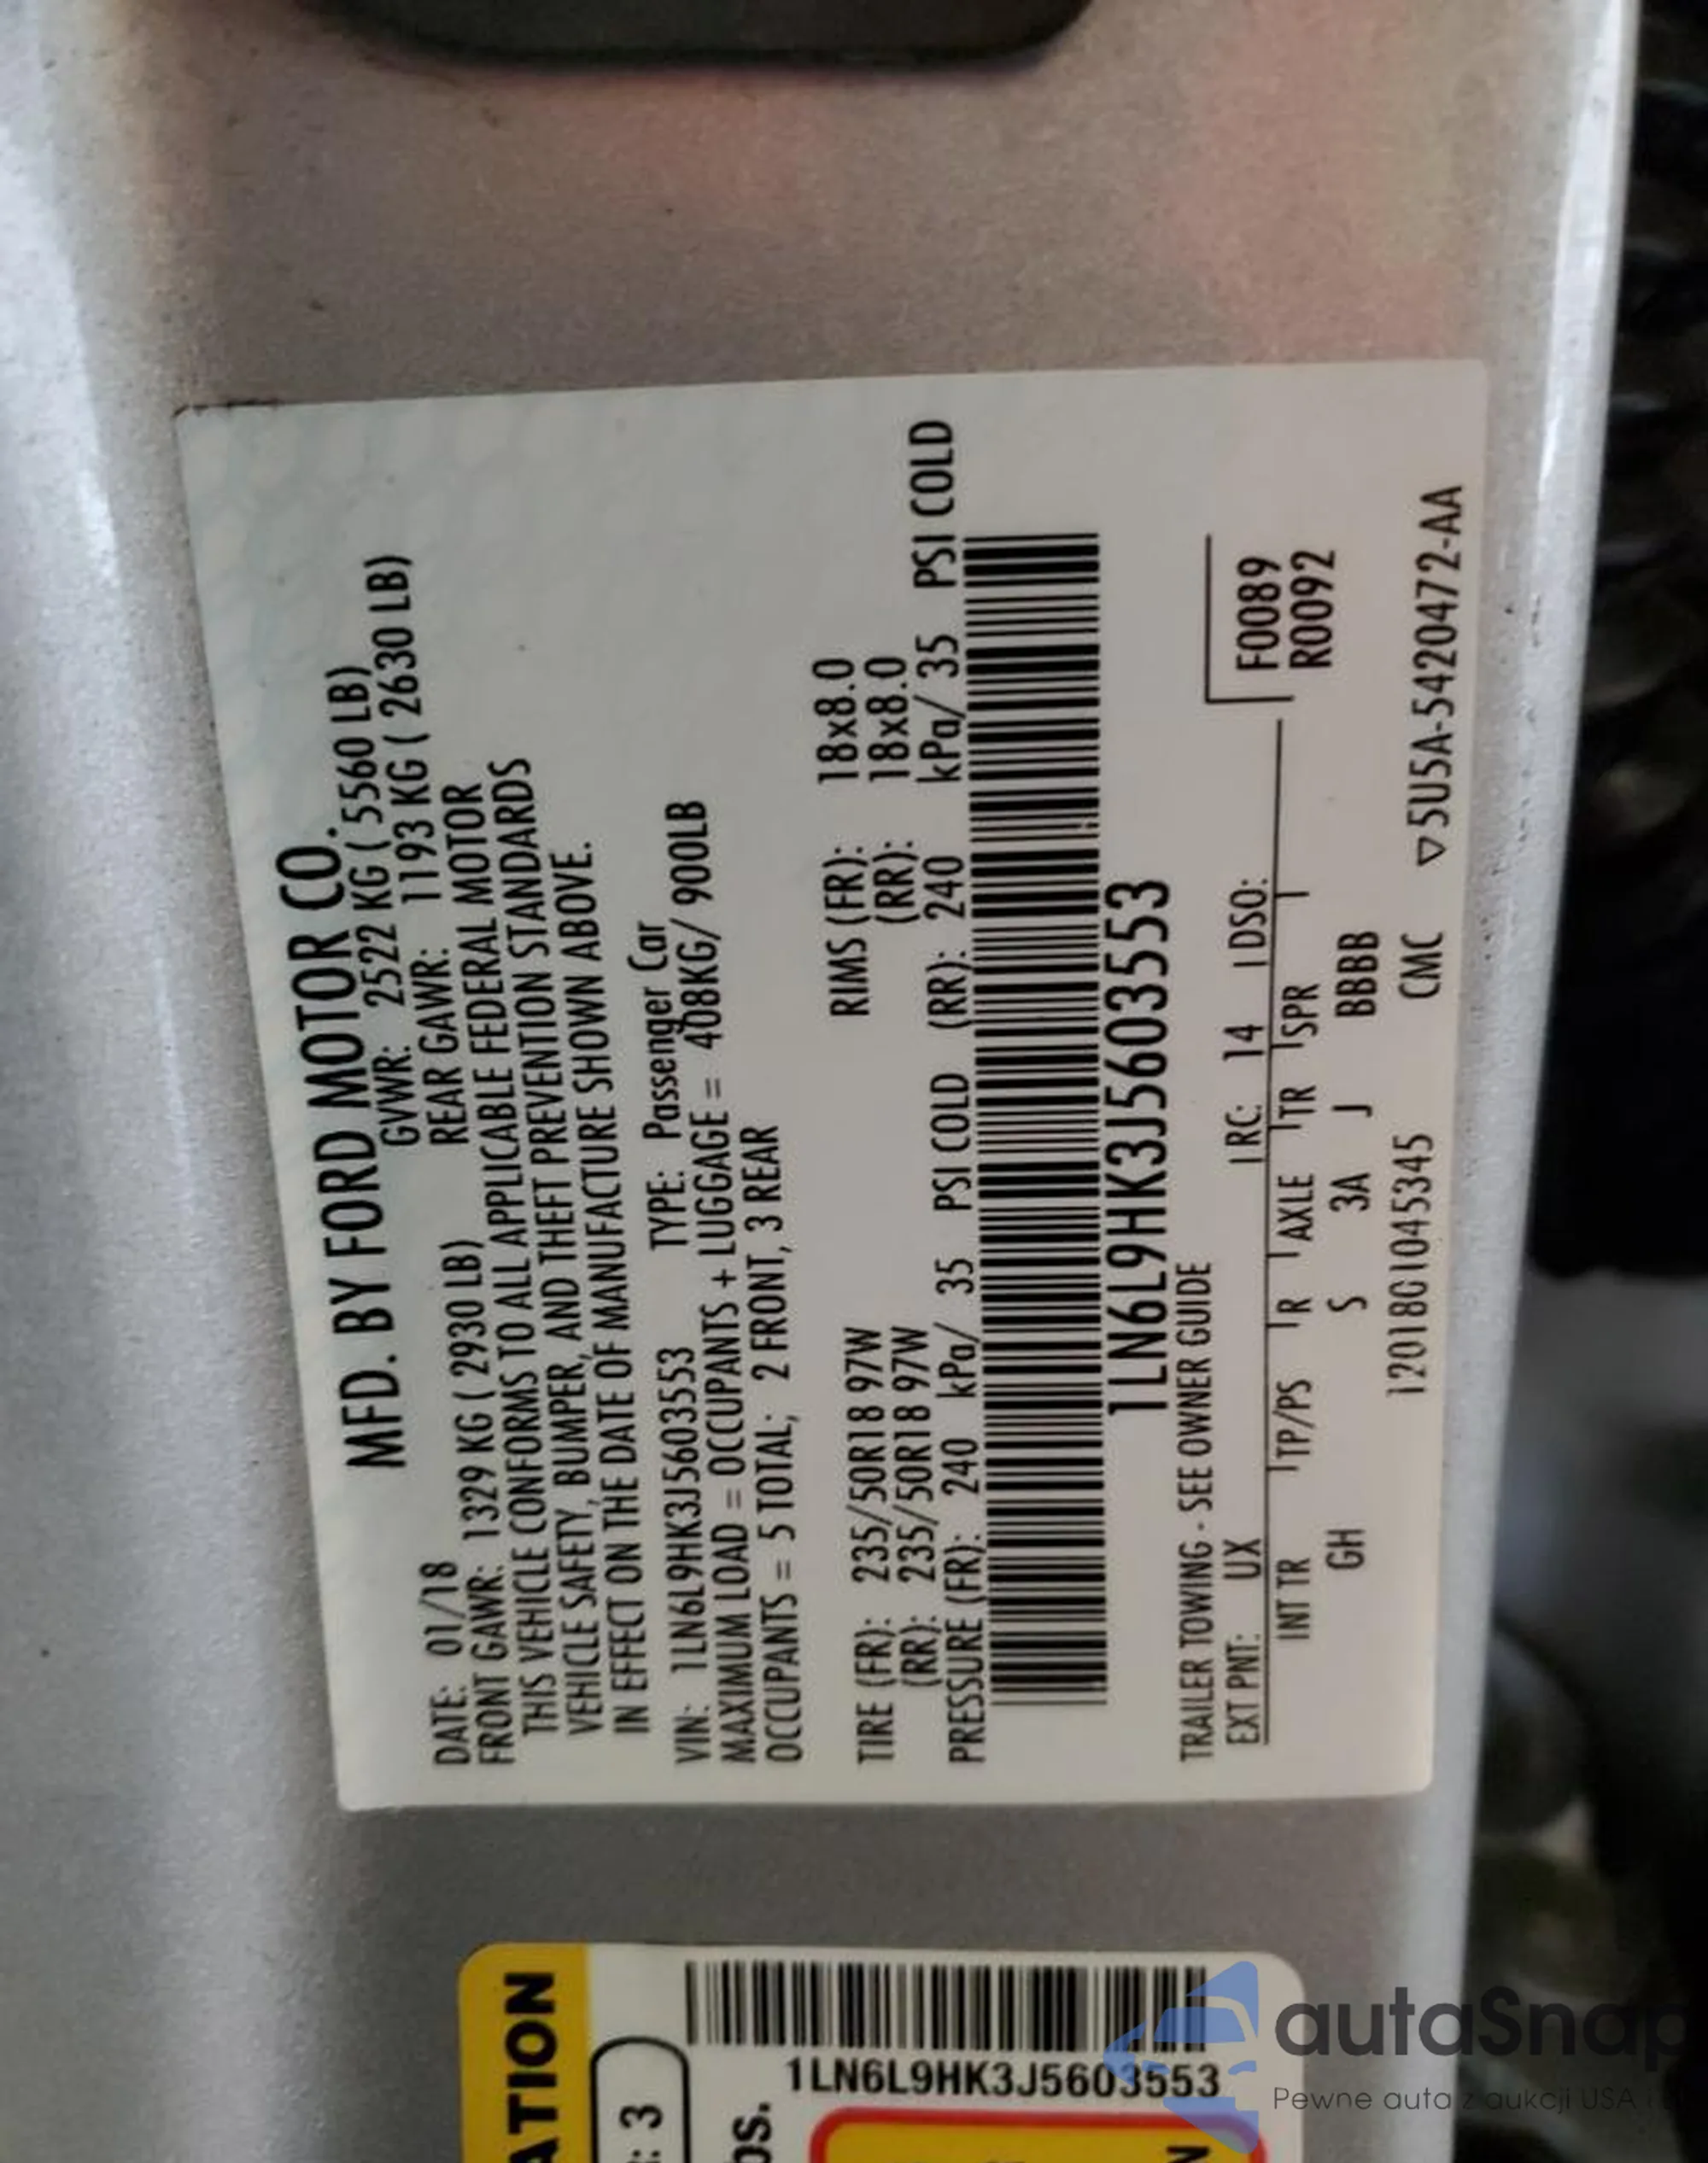 MFD. BY FORD MOTOR CO.
DATE: 01/18 GVWR: 2522 KG ( 5560 LB)
FRONT GAWR: 1329 KG ( 2930 LB) REAR GAWR: 1193 KG ( 2630 LB)
THIS VEHICLE CONFORMS TO ALL APPLICABLE FEDERAL MOTOR
VEHICLE SAFETY, BUMPER, AND THEFT PREVENTION STANDARDS
IN EFFECT ON THE DATE OF MANUFACTURE SHOWN ABOVE.
VIN: 1LN6L9HK3J5603553 TYPE: Passenger Car
MAXIMUM LOAD = OCCUPANTS + LUGGAGE = 408KG/ 900LB
OCCUPANTS = 5 TOTAL; 2 FRONT, 3 REAR
TIRE (FR): 235/50R18 97W RIMS (FR): 18x8.0
(RR): 235/50R18 97W (RR): 18x8.0
PRESSURE (FR): 240 kPa/ 35 PSI COLD (RR): 240 kPa/ 35 PSI COLD
1LN6L9HK3J5603553
TRAILER TOWING - SEE OWNER GUIDE
EXT PNT: UX RC: 14 DSO: F0089
INT TR TP/PS R AXLE TR SPR R0092
GH S 3A J BBBB
1201801045345 CMC ▽5U5A-5420472-AA
ATION
: 3
1LN6L9HK3J5603553
autaSnap
Pewne auta z aukcji USA